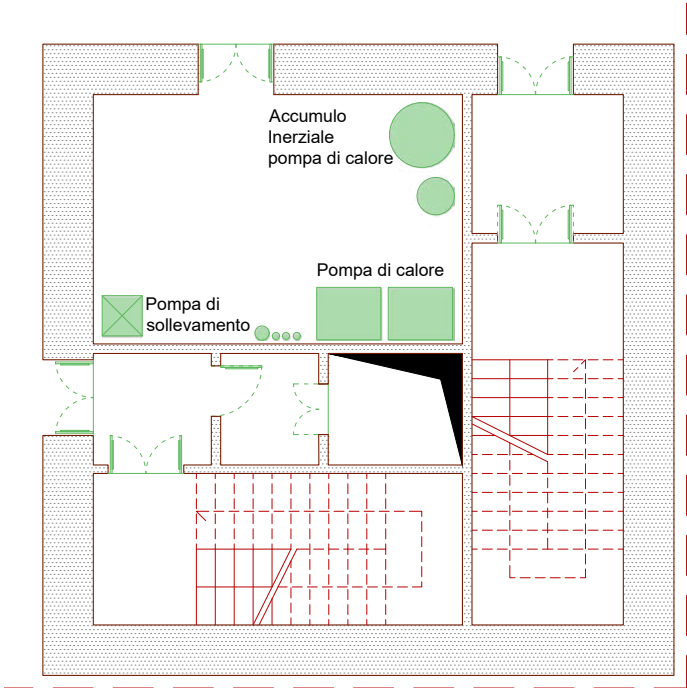 Accumulo
Inerziale
pompa di calore
Pompa di calore
Pompa di
sollevamento